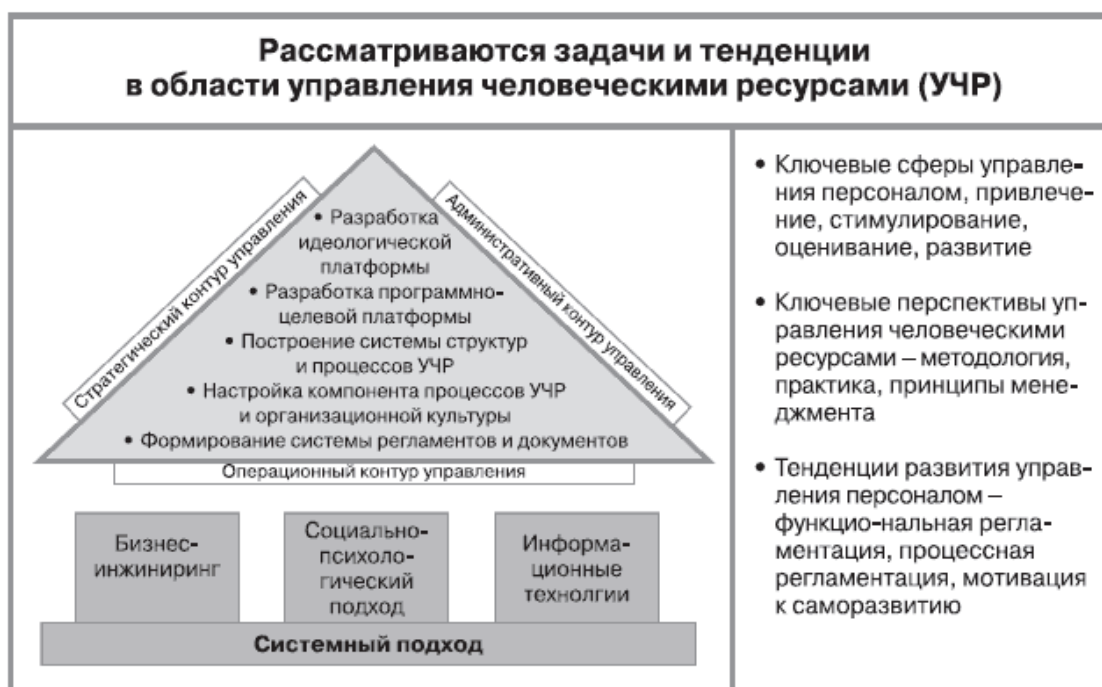 Рассматриваются задачи и тенденции
в области управления человеческими ресурсами (УЧР)
Стратегический контур управления
Административный контур управления
• Разработка
идеологической
платформы
• Разработка программно-
целевой платформы
• Построение системы структур
и процессов УЧР
• Настройка компонента процессов УЧР
и организационной культуры
• Формирование системы регламентов и документов
Операционный контур управления
Бизнес-
инжиниринг
Социально-
психоло-
гический
подход
Информа-
ционные
технолгии
Системный подход
• Ключевые сферы управле-
ния персоналом, привлече-
ние, стимулирование,
оценивание, развитие
• Ключевые перспективы уп-
равления человеческими
ресурсами – методология,
практика, принципы мене-
джмента
• Тенденции развития управ-
ления персоналом –
функцио-нальная регла-
ментация, процессная
регламентация, мотивация
к саморазвитию